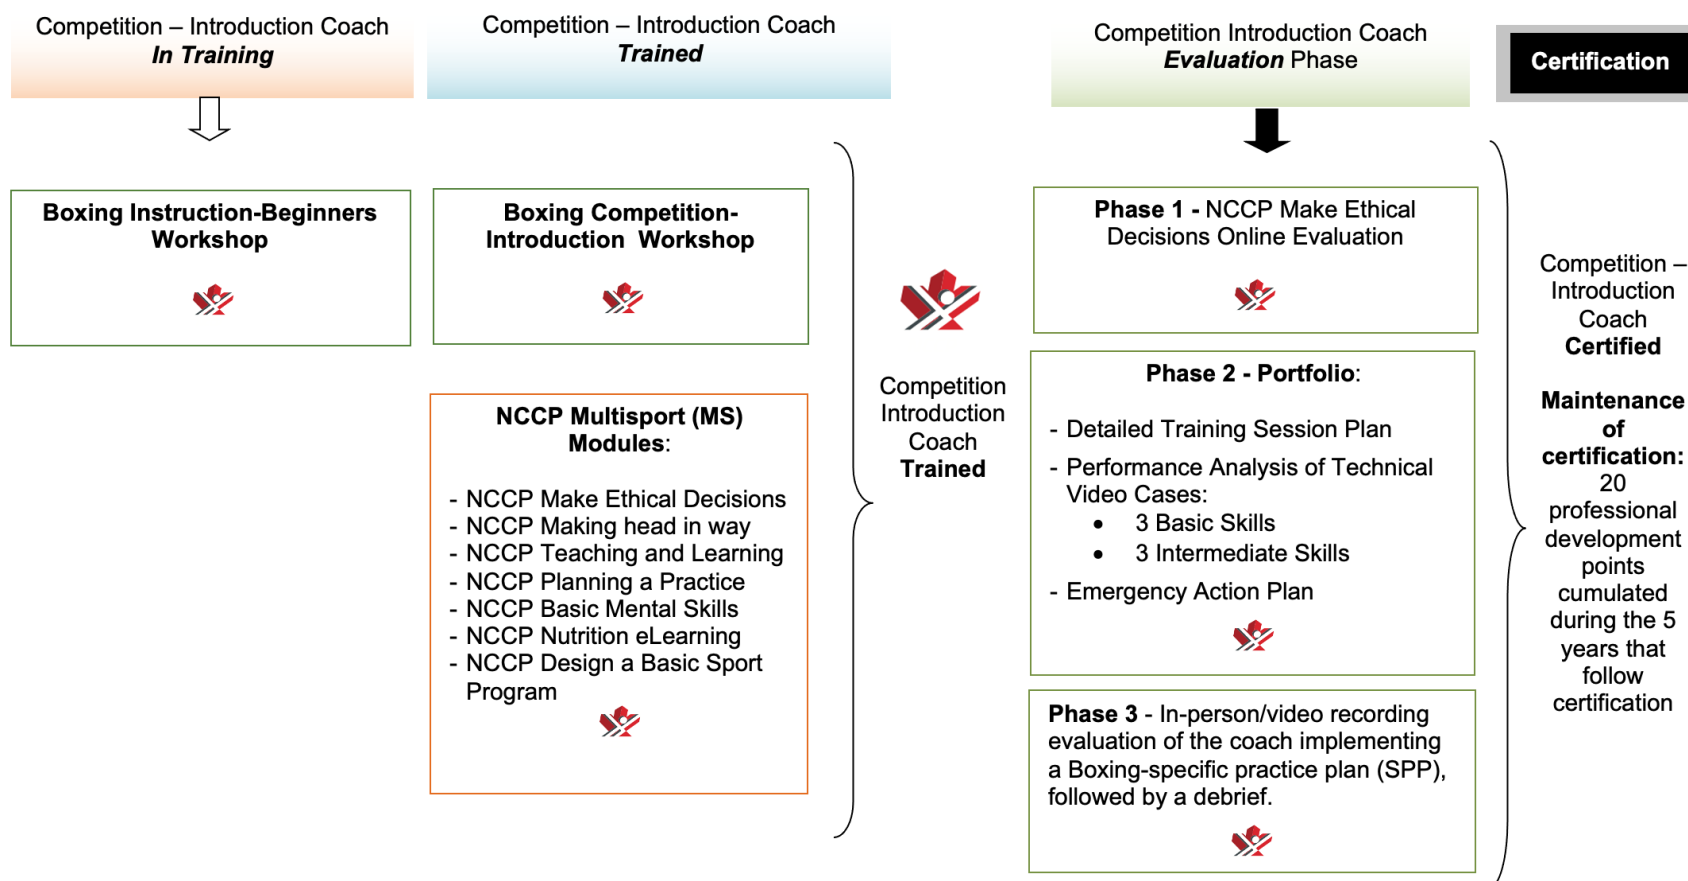 Competition – Introduction Coach
In Training
Competition – Introduction Coach
Trained
Competition Introduction Coach
Evaluation Phase
Certification
Boxing Instruction-Beginners
Workshop
Boxing Competition-
Introduction Workshop
NCCP Multisport (MS)
Modules:
- NCCP Make Ethical Decisions
- NCCP Making head in way
- NCCP Teaching and Learning
- NCCP Planning a Practice
- NCCP Basic Mental Skills
- NCCP Nutrition eLearning
- NCCP Design a Basic Sport
Program
Competition
Introduction
Coach
Trained
Phase 1 - NCCP Make Ethical
Decisions Online Evaluation
Phase 2 - Portfolio:
- Detailed Training Session Plan
- Performance Analysis of Technical
Video Cases:
• 3 Basic Skills
• 3 Intermediate Skills
- Emergency Action Plan
Phase 3 - In-person/video recording
evaluation of the coach implementing
a Boxing-specific practice plan (SPP),
followed by a debrief.
Competition –
Introduction
Coach
Certified
Maintenance
of
certification:
20
professional
development
points
cumulated
during the 5
years that
follow
certification